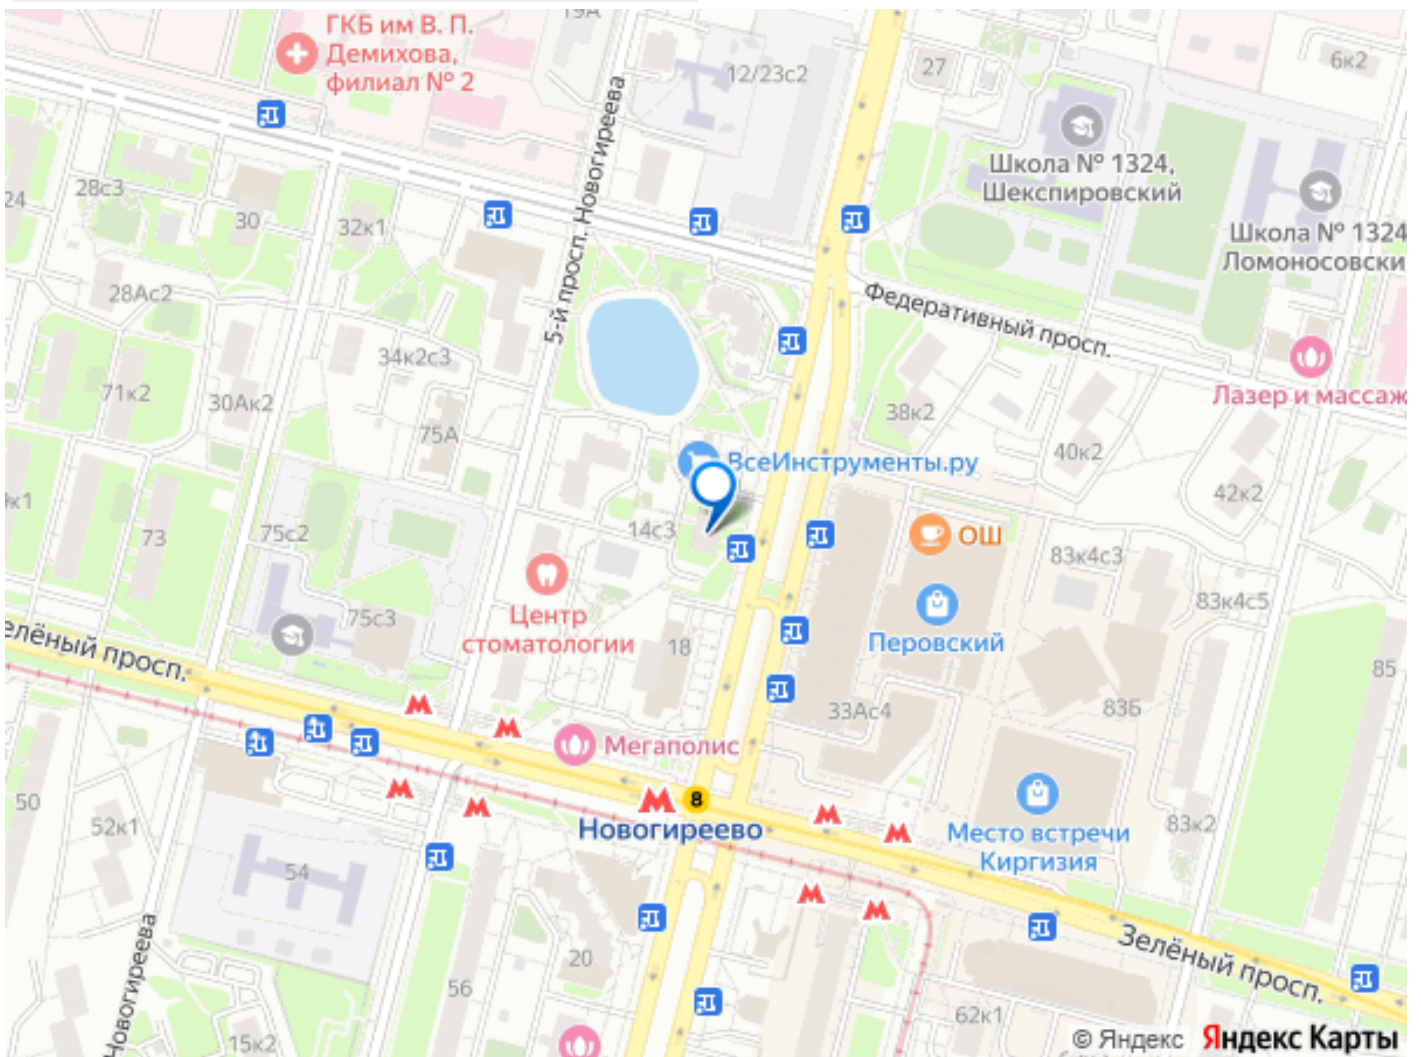 19А
ГКБ им В. П.
Демихова,
филиал № 2
12/23с2
27
6к2
Школа № 1324,
Шекспировский
Школа № 1324
Ломоносовски
24
28с3
30
32к1
5-й просп. Новогиреева
28Ас2
34к2с3
Федеративный просп.
Лазер и массаж
71к2
30Ак2
75А
38к2
40к2
42к2
ВсеИнструменты.ру
73
75с2
14с3
ОШ
83к4с3
83к4с5
Центр
стоматологии
75с3
Перовский
елёный просп.
18
33Ас4
83Б
85
Мегаполис
8
Новогиреево
Место встречи
Киргизия
83к2
50
52к1
54
Новогиреева
56
20
Зелёный просп.
62к1
15к2
© Яндекс Яндекс Карты